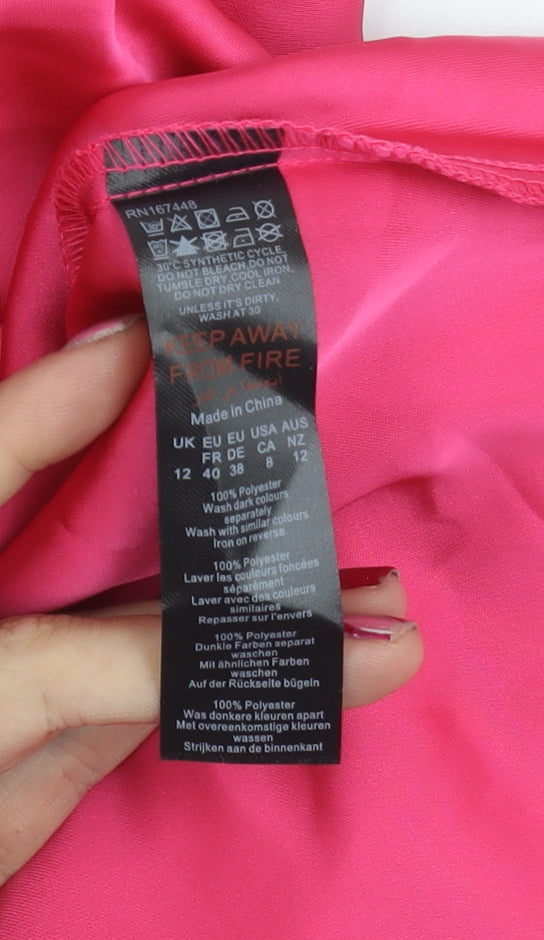 RN167448
30°C SYNTHETIC CYCLE,
DO NOT BLEACH, DO NOT
TUMBLE DRY, COOL IRON,
DO NOT DRY CLEAN
UNLESS IT'S DIRTY,
WASH AT 30
KEEP AWAY
FROM FIRE
Made in China
UK EU EU USA AUS
FR DE CA NZ
12 40 38 8 12
100% Polyester
Wash dark colours
separately
Wash with similar colours
Iron on reverse
100% Polyester
Laver les couleurs foncées
séparément
Laver avec des couleurs
similaires
Repasser sur l'envers
100% Polyester
Dunkle Farben separat
waschen
Mit ähnlichen Farben
waschen
Auf der Rückseite bügeln
100% Polyester
Was donkere kleuren apart
Met overeenkomstige kleuren
wassen
Strijken aan de binnenkant